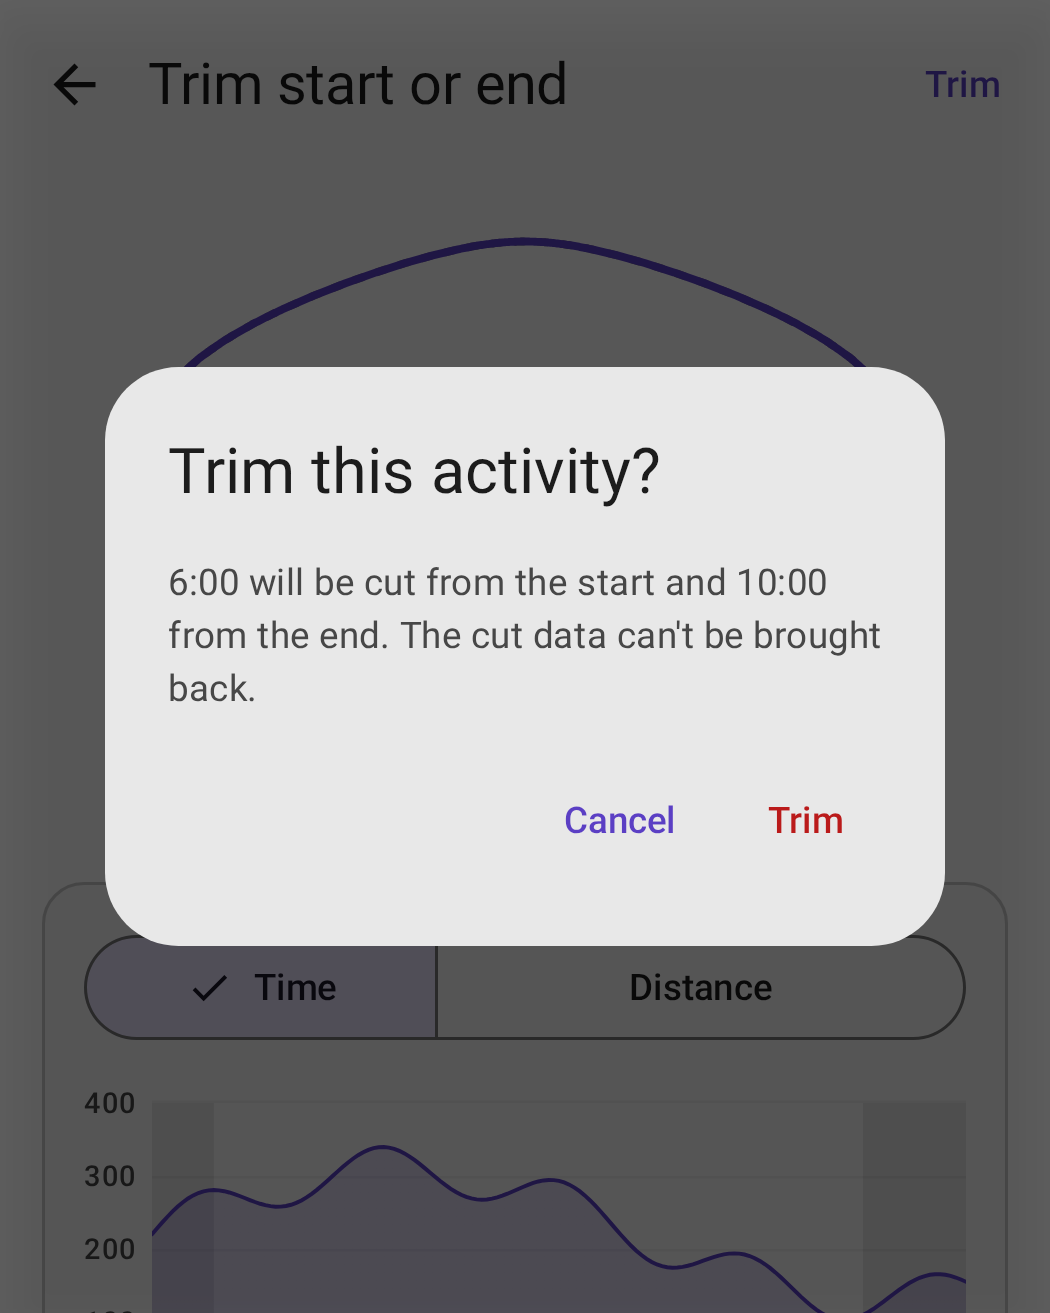 Trim start or end
Trim
Trim this activity?
6:00 will be cut from the start and 10:00
from the end. The cut data can't be brought
back.
Cancel
Trim
Time
Distance
400
300
200